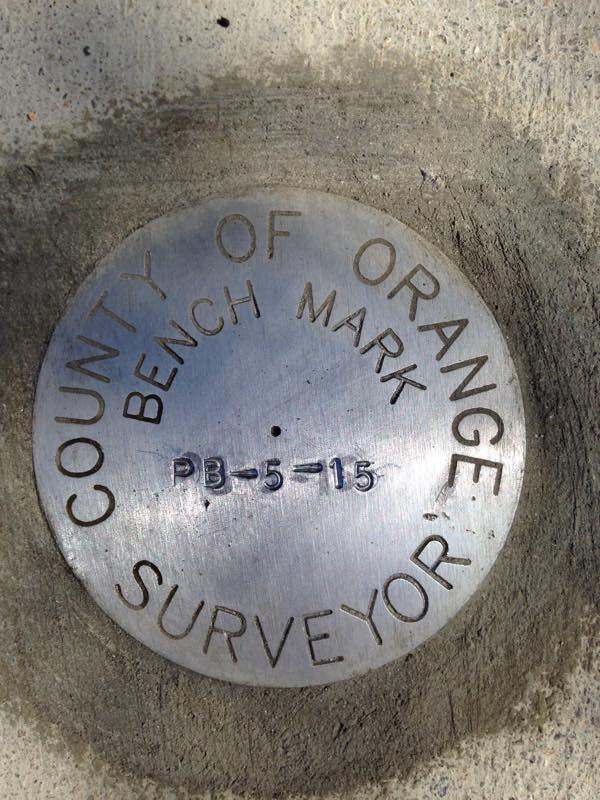 COUNTY OF ORANGE
BENCH MARK
PB-5-15
SURVEYOR